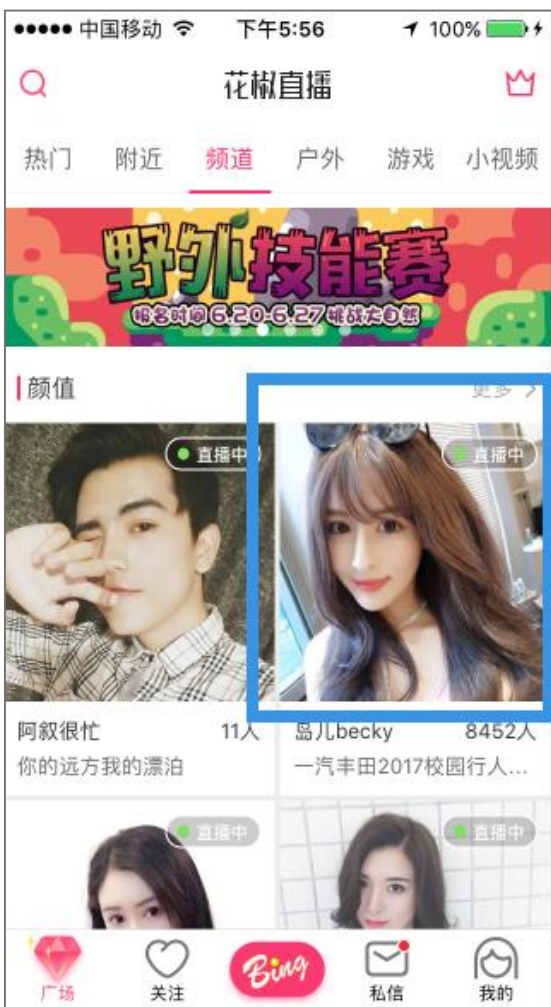 中国移动 下午5:56 100%
花椒直播
热门 附近 频道 户外 游戏 小视频
野外技能赛
报名时间6.20-6.27挑战大自然
颜值 更多 >
直播中 直播中
阿叙很忙 11人 岛儿becky 8452人
你的远方我的漂泊 一汽丰田2017校园行人...
直播中 直播中
广场 关注 Bing 私信 我的